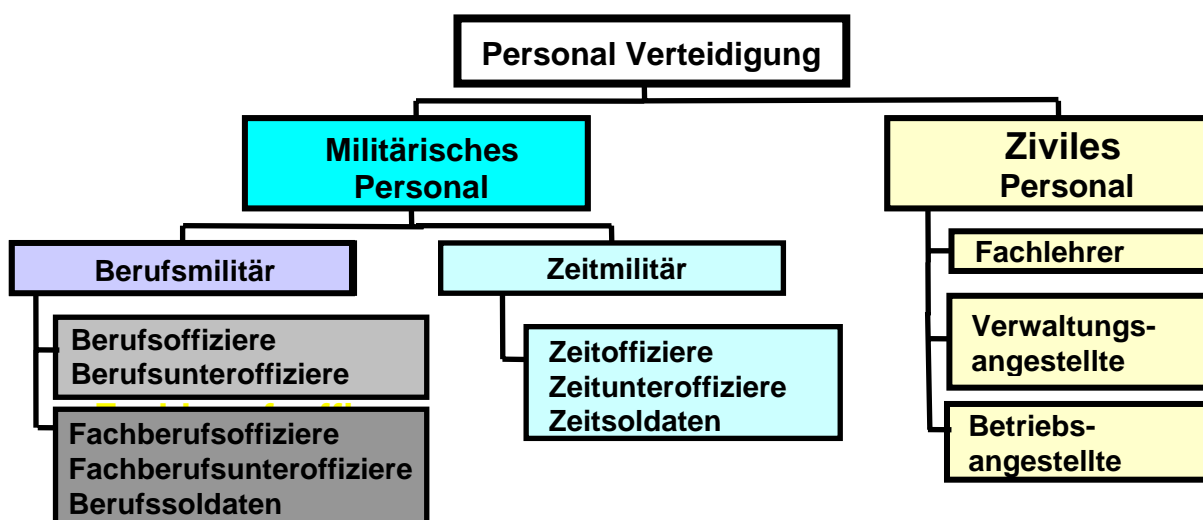 Personal Verteidigung
Militärisches
Personal
Ziviles
Personal
Berufsmilitär
Zeitmilitär
Fachlehrer
Berufsoffiziere
Berufsunteroffiziere
Zeitoffiziere
Zeitunteroffiziere
Zeitsoldaten
Verwaltungs-
angestellte
Fachberufsoffiziere
Fachberufsunteroffiziere
Berufssoldaten
Betriebs-
angestellte